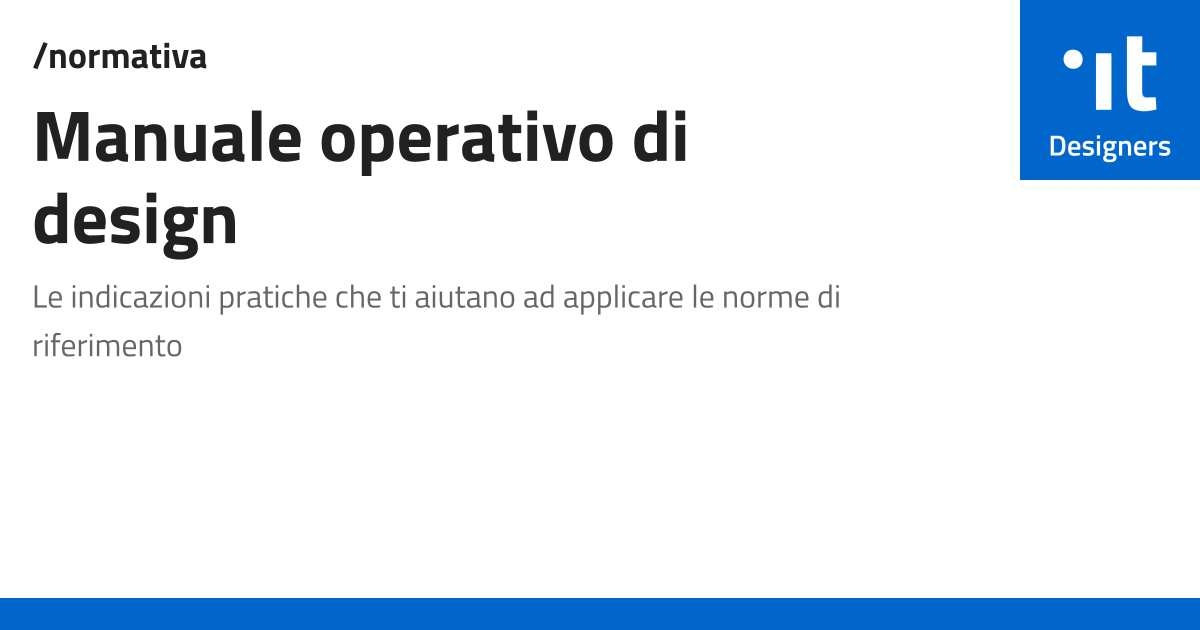 /normativa
Manuale operativo di
design
Le indicazioni pratiche che ti aiutano ad applicare le norme di
riferimento
it
Designers